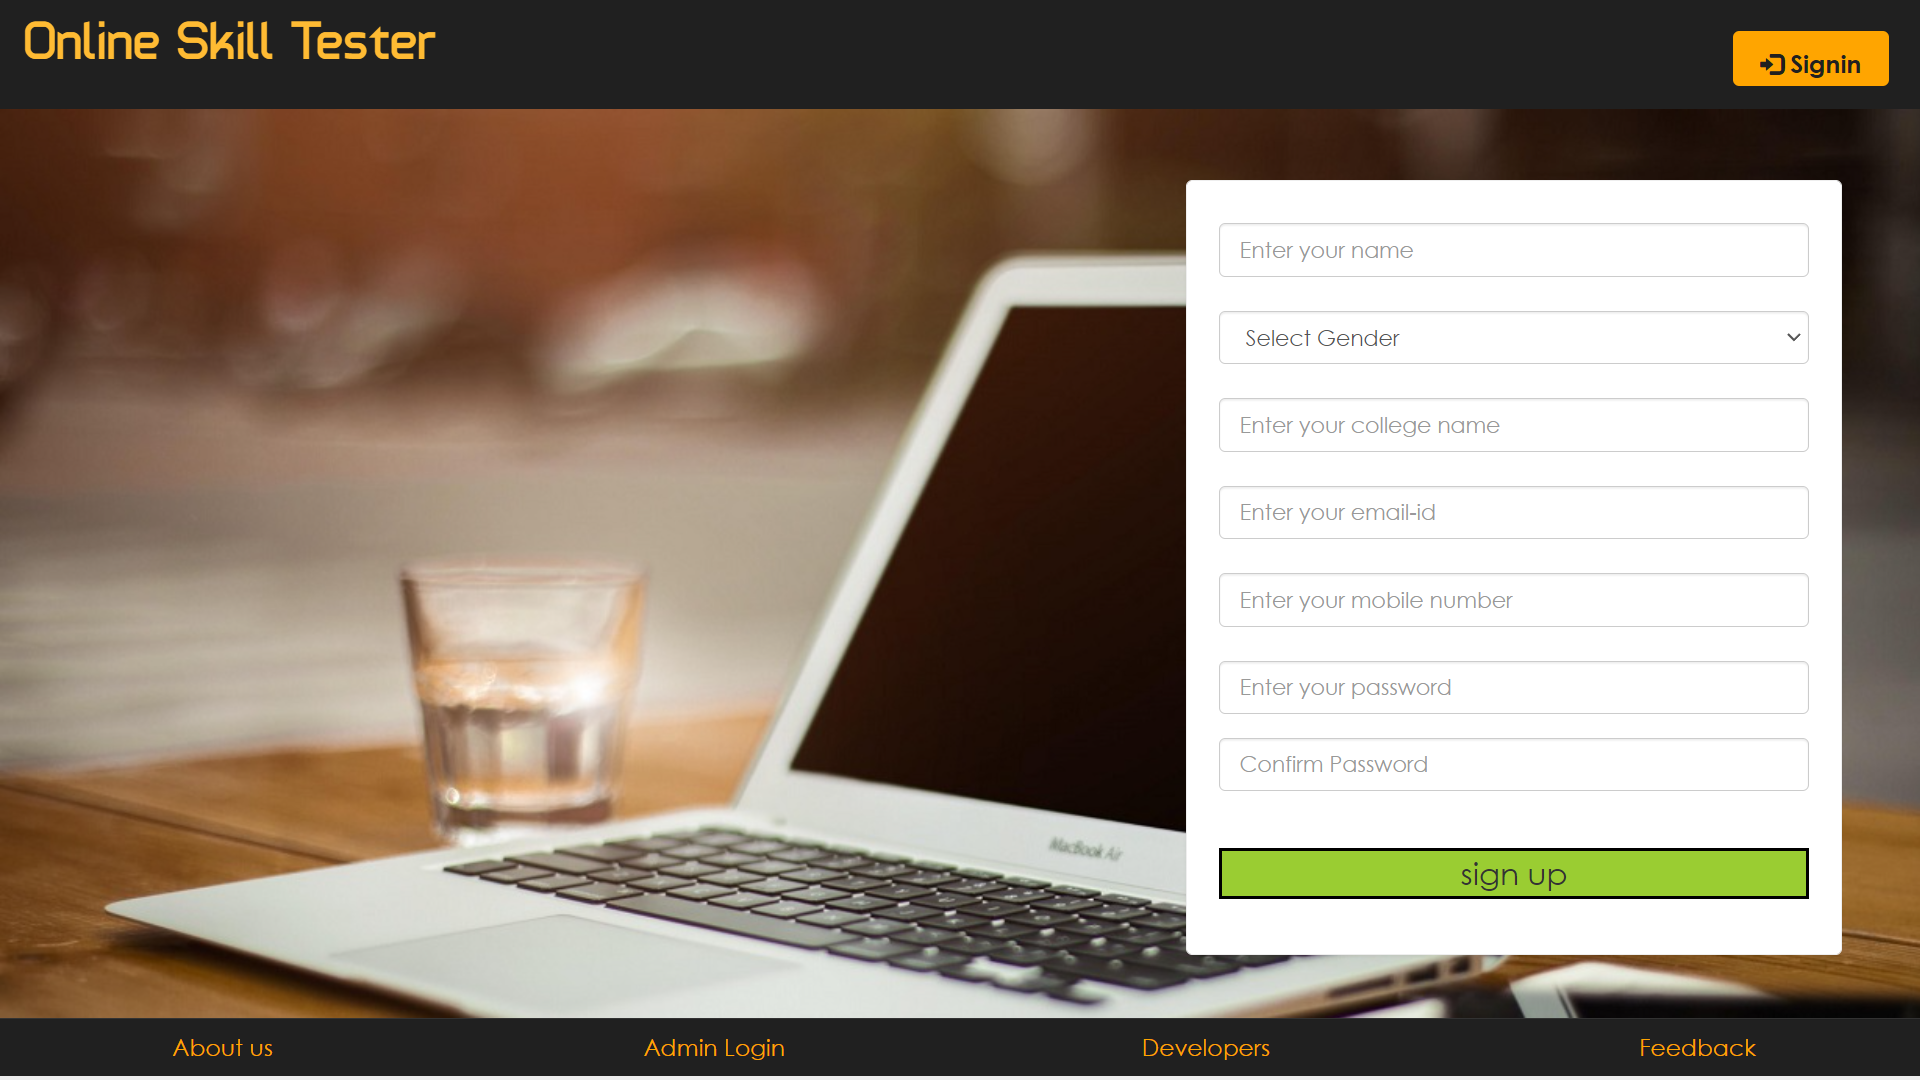 Online Skill Tester
Signin
Enter your name
Select Gender
Enter your college name
Enter your email-id
Enter your mobile number
Enter your password
Confirm Password
MacBook Air
sign up
About us
Admin Login
Developers
Feedback